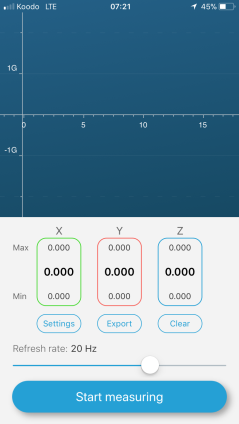 Koodo LTE 07:21 45%
1G
0 5 10 15
-1G
X Y Z
Max 0.000 0.000 0.000
0.000 0.000 0.000
Min 0.000 0.000 0.000
Settings Export Clear
Refresh rate: 20 Hz
Start measuring